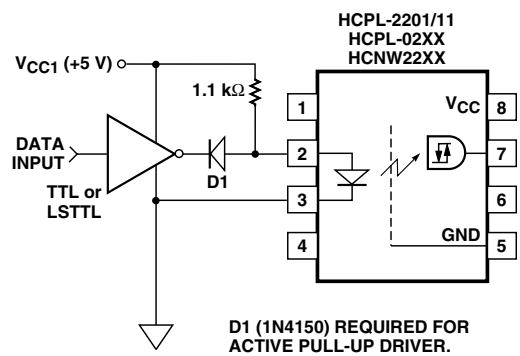 HCPL-2201/11
HCPL-02XX
HCNW22XX
VCC1 (+5 V)
1.1 kΩ
1
VCC
8
DATA
INPUT
2
7
D1
TTL or
LSTTL
3
6
4
GND
5
D1 (1N4150) REQUIRED FOR
ACTIVE PULL-UP DRIVER.